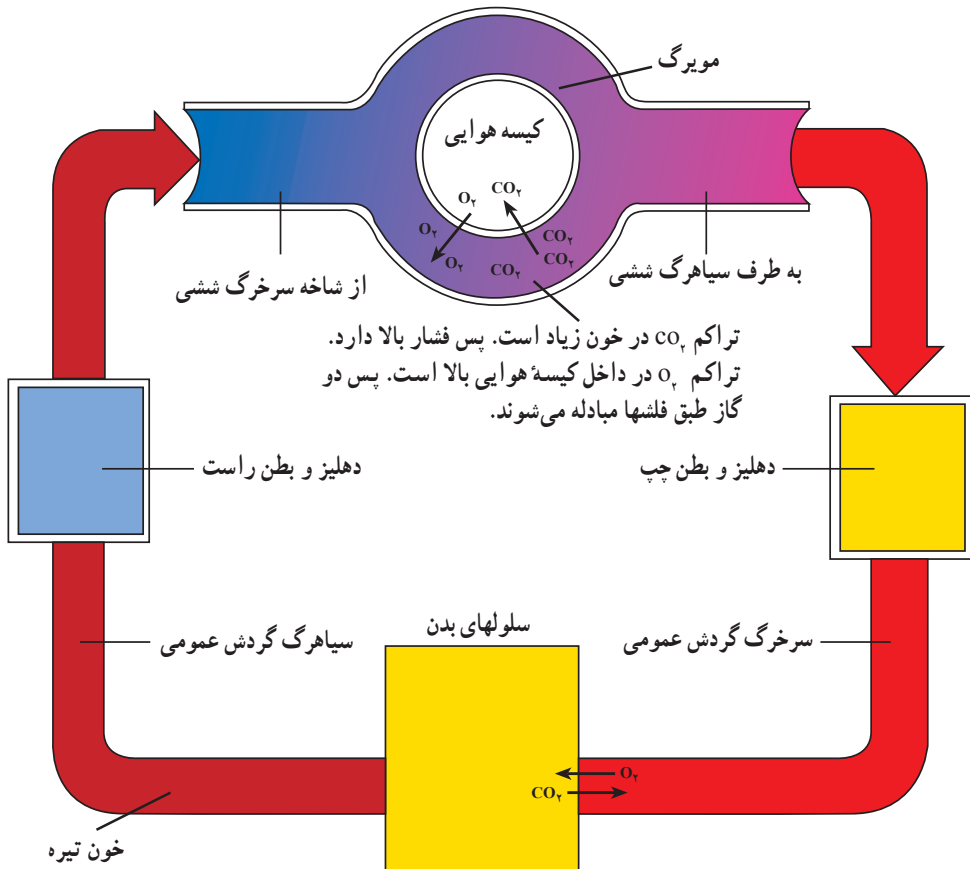 مویرگ
کیسه هوایی
CO۲
O۲
O۲
O۲
CO۲
CO۲
CO۲
از شاخه سرخرگ ششی
به طرف سیاهرگ ششی
تراکم co۲ در خون زیاد است. پس فشار بالا دارد.
تراکم o۲ در داخل کیسهٔ هوایی بالا است. پس دو
گاز طبق فلشها مبادله می‌شوند.
دهلیز و بطن راست
دهلیز و بطن چپ
سلولهای بدن
سیاهرگ گردش عمومی
سرخرگ گردش عمومی
O۲
CO۲
خون تیره